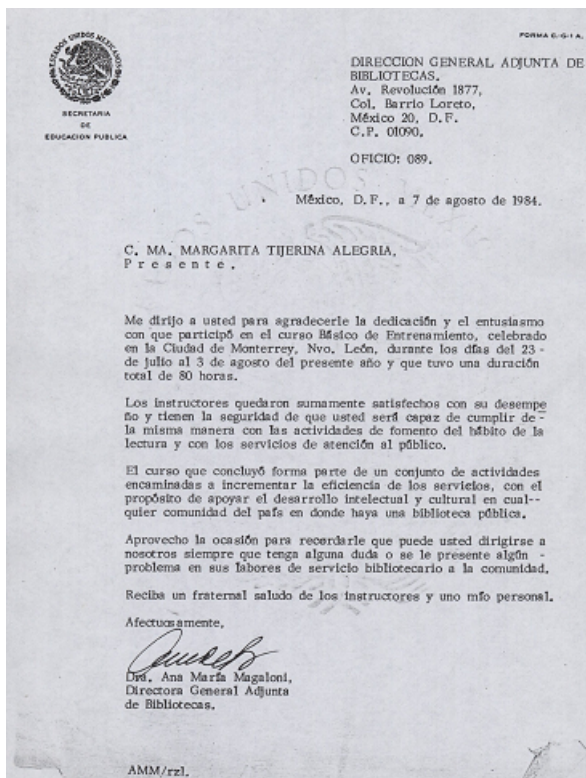 FORMA C-G-1 A.
ESTADOS UNIDOS MEXICANOS
SECRETARIA
DE
EDUCACION PUBLICA
DIRECCION GENERAL ADJUNTA DE
BIBLIOTECAS.
Av. Revolución 1877,
Col. Barrio Loreto,
México 20, D.F.
C.P. 01090.
OFICIO: 089.
México, D.F., a 7 de agosto de 1984.
C. MA. MARGARITA TIJERINA ALEGRIA,
P r e s e n t e .
Me dirijo a usted para agradecerle la dedicación y el entusiasmo
con que participó en el curso Básico de Entrenamiento, celebrado
en la Ciudad de Monterrey, Nvo. León, durante los días del 23 -
de julio al 3 de agosto del presente año y que tuvo una duración
total de 80 horas.
Los instructores quedaron sumamente satisfechos con su desempe
ño y tienen la seguridad de que usted será capaz de cumplir de -
la misma manera con las actividades de fomento del hábito de la
lectura y con los servicios de atención al público.
El curso que concluyó forma parte de un conjunto de actividades
encaminadas a incrementar la eficiencia de los servicios, con el
propósito de apoyar el desarrollo intelectual y cultural en cual--
quier comunidad del país en donde haya una biblioteca pública.
Aprovecho la ocasión para recordarle que puede usted dirigirse a
nosotros siempre que tenga alguna duda o se le presente algún -
problema en sus labores de servicio bibliotecario a la comunidad.
Reciba un fraternal saludo de los instructores y uno mío personal.
Afectuosamente,
Dra. Ana María Magaloni,
Directora General Adjunta
de Bibliotecas.
AMM/rzl.